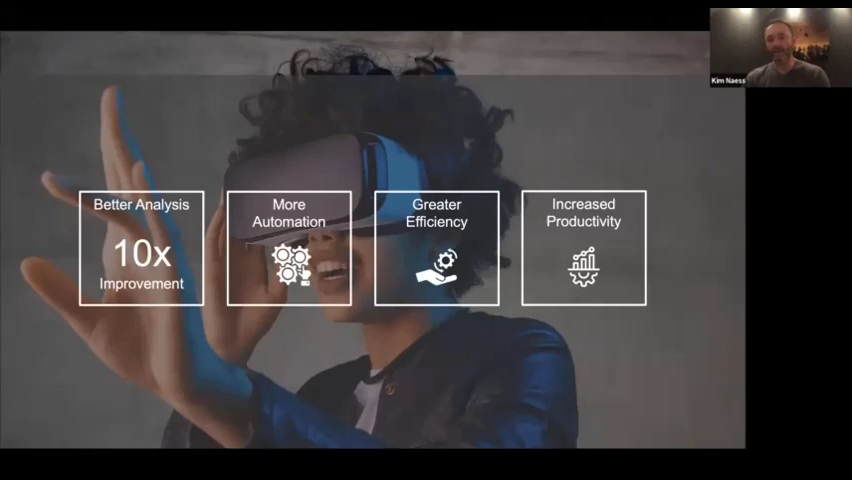 Kim Naess
Better Analysis
10x
Improvement
More
Automation
Greater
Efficiency
Increased
Productivity